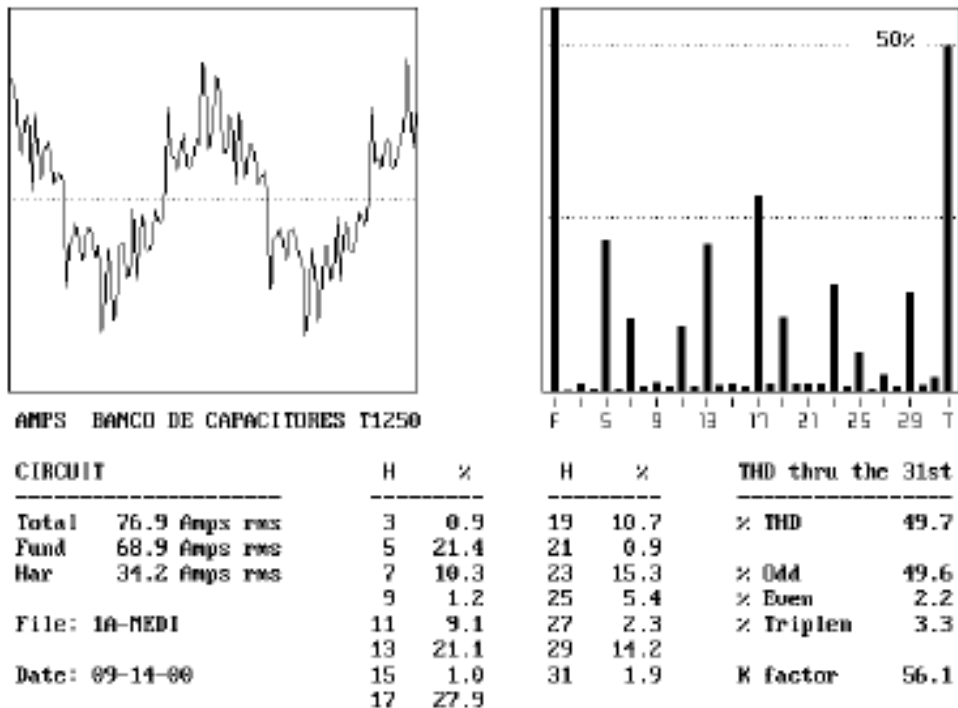 50%
F 5 9 13 17 21 25 29 T
AMPS BANCO DE CAPACITORES T1250
CIRCUIT
Total 76.9 Amps rms
Fund 68.9 Amps rms
Har 34.2 Amps rms
File: 1A-MEDI
Date: 09-14-00
H %
3 0.9
5 21.4
7 10.3
9 1.2
11 9.1
13 21.1
15 1.0
17 27.9
H %
19 10.7
21 0.9
23 15.3
25 5.4
27 2.3
29 14.2
31 1.9
THD thru the 31st
% THD 49.7
% Odd 49.6
% Even 2.2
% Triplen 3.3
K factor 56.1